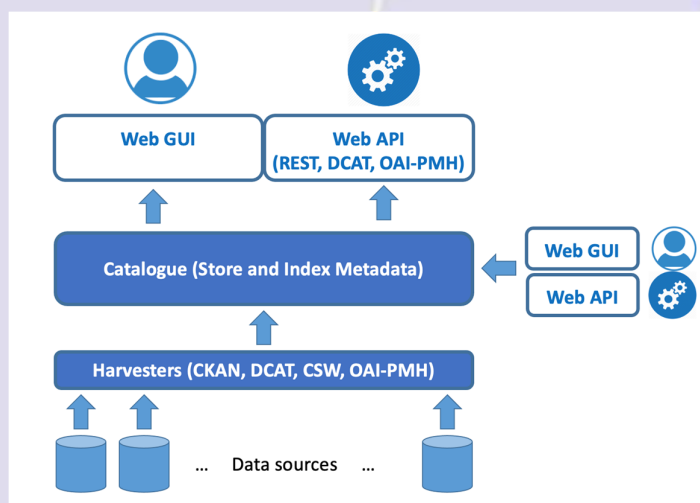 Web GUI
Web API
(REST, DCAT, OAI-PMH)
Catalogue (Store and Index Metadata)
Web GUI
Web API
Harvesters (CKAN, DCAT, CSW, OAI-PMH)
... Data sources ...